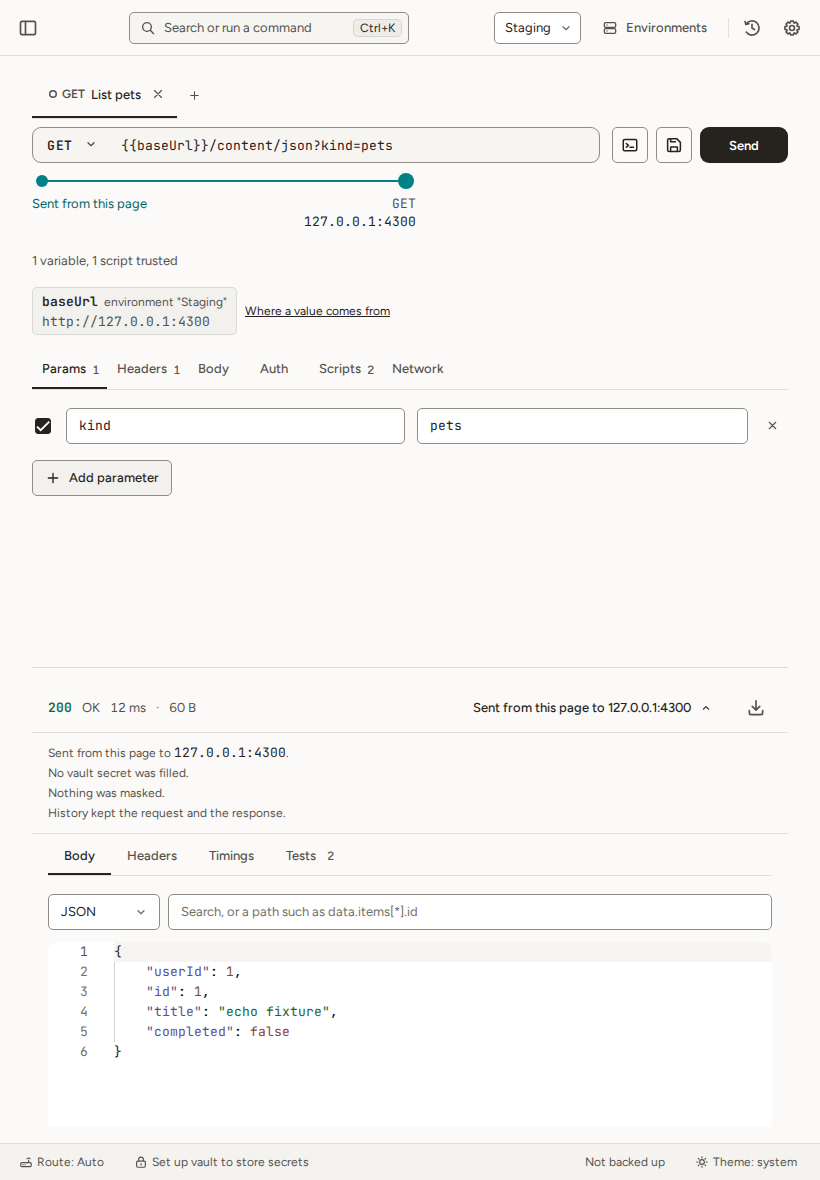 Search or run a command Ctrl+K Staging Environments
GET List pets
GET {{baseUrl}}/content/json?kind=pets Send
Sent from this page GET
127.0.0.1:4300
1 variable, 1 script trusted
baseUrl environment "Staging"
http://127.0.0.1:4300
Where a value comes from
Params 1 Headers 1 Body Auth Scripts 2 Network
kind pets
Add parameter
200 OK 12 ms · 60 B Sent from this page to 127.0.0.1:4300
Sent from this page to 127.0.0.1:4300.
No vault secret was filled.
Nothing was masked.
History kept the request and the response.
Body Headers Timings Tests 2
JSON Search, or a path such as data.items[*].id
1 {
2 "userId": 1,
3 "id": 1,
4 "title": "echo fixture",
5 "completed": false
6 }
Route: Auto Set up vault to store secrets Not backed up Theme: system